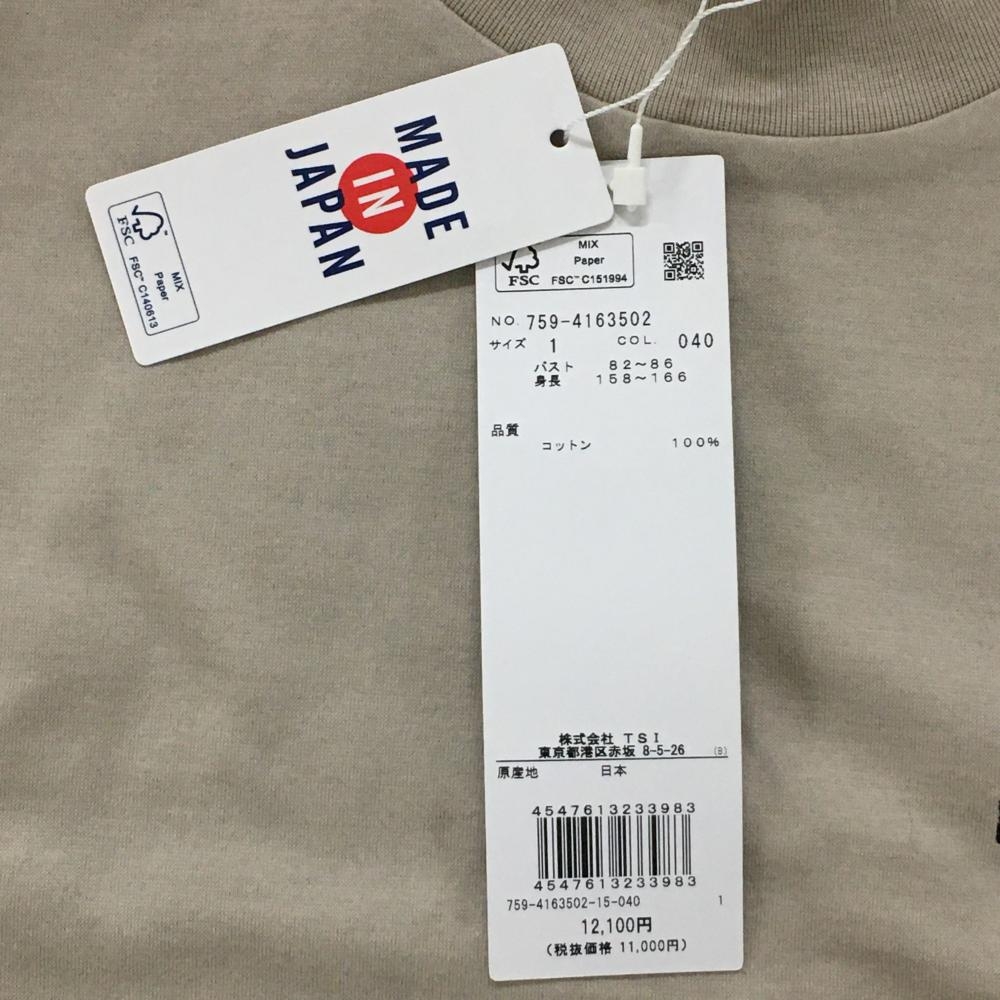 MADE
IN
JAPAN
FSC™
MIX
Paper
FSC™ C140613
FSC
MIX
Paper
FSC™ C151994
NO. 759-4163502
サイズ 1 COL. 040
バスト 82～86
身長 158～166
品質
コットン 100%
株式会社 TSI
東京都港区赤坂 8-5-26 (B)
原産地 日本
4547613233983
4547613233983
759-4163502-15-040 1
12,100円
(税抜価格 11,000円)